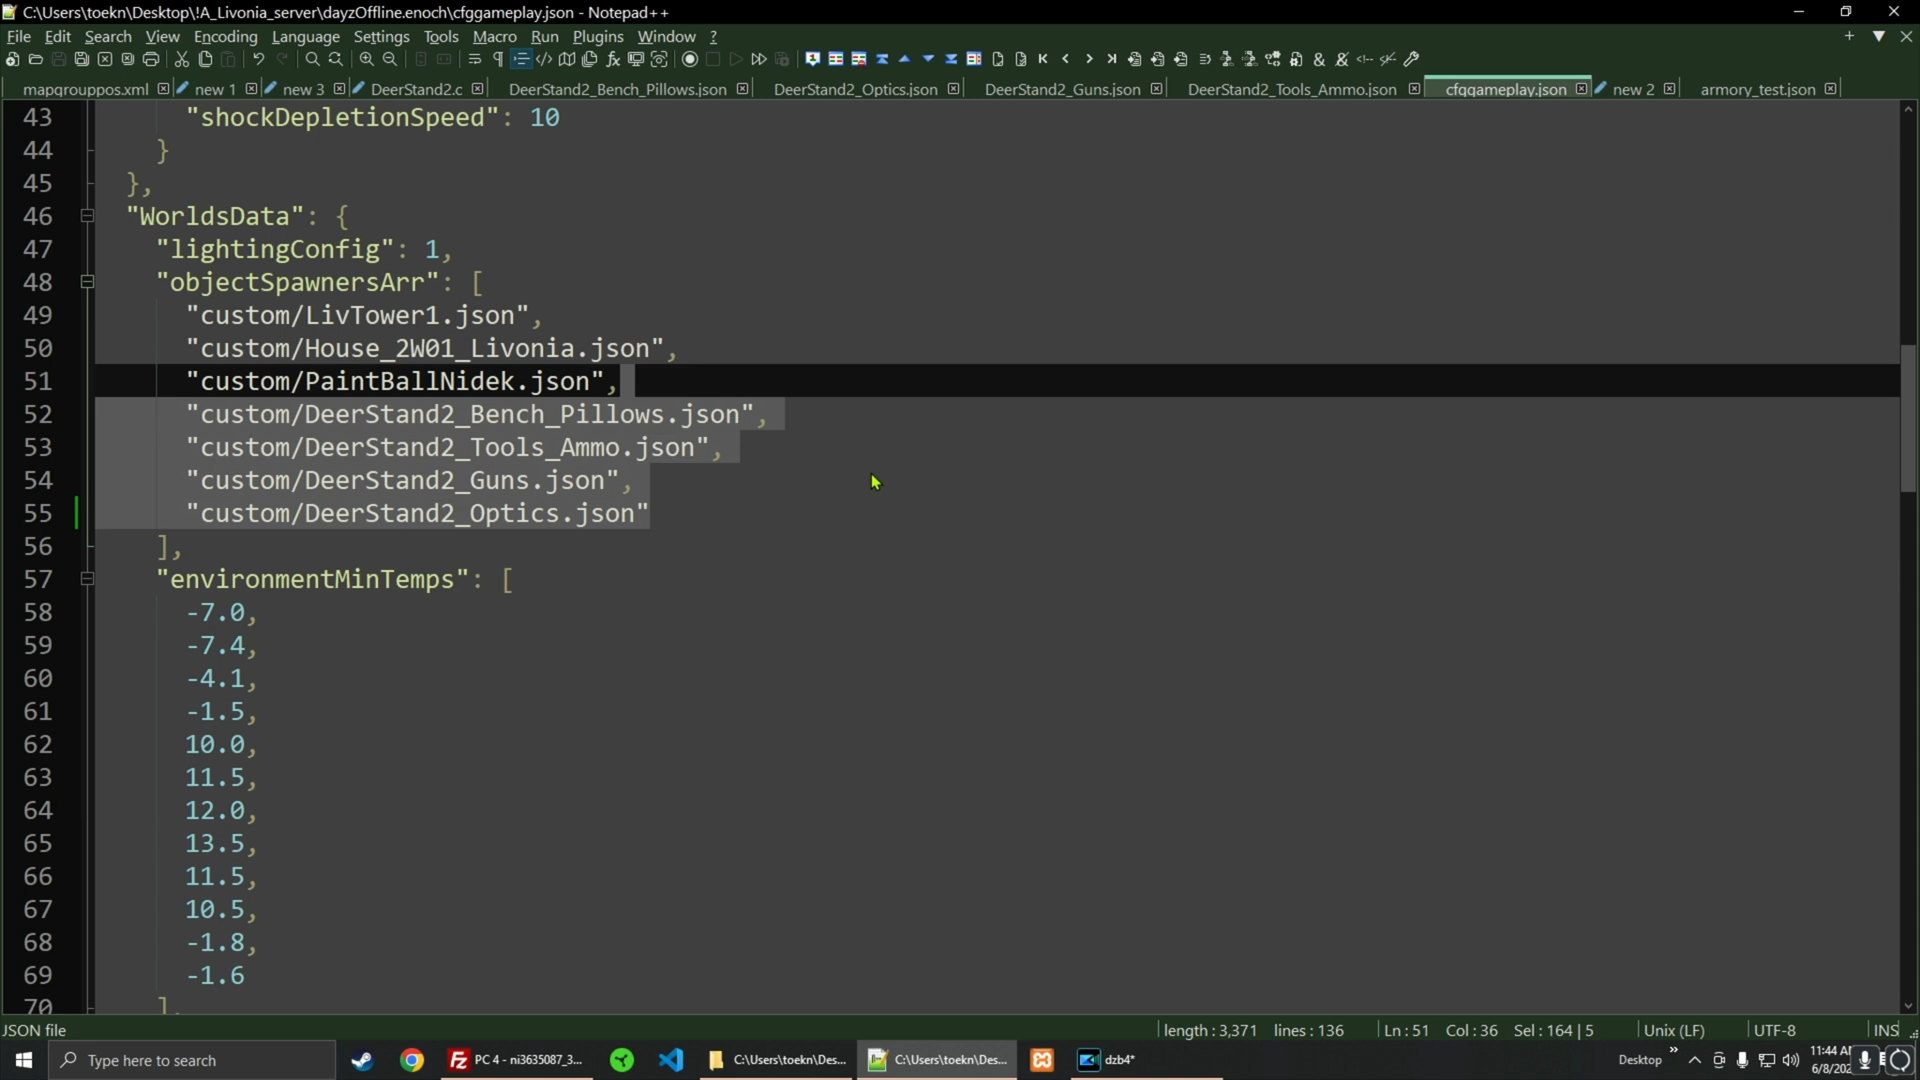 C:\Users\toekn\Desktop\!A_Livonia_server\dayzOffline.enoch\cfggameplay.json - Notepad++
File Edit Search View Encoding Language Settings Tools Macro Run Plugins Window ?
mapgrouppos.xml new 1 new 3 DeerStand2.c DeerStand2_Bench_Pillows.json DeerStand2_Optics.json DeerStand2_Guns.json DeerStand2_Tools_Ammo.json cfggameplay.json new 2 armory_test.json
43 "shockDepletionSpeed": 10
44 }
45 },
46 "WorldsData": {
47 "lightingConfig": 1,
48 "objectSpawnersArr": [
49 "custom/LivTower1.json",
50 "custom/House_2W01_Livonia.json",
51 "custom/PaintBallNidek.json",
52 "custom/DeerStand2_Bench_Pillows.json",
53 "custom/DeerStand2_Tools_Ammo.json",
54 "custom/DeerStand2_Guns.json",
55 "custom/DeerStand2_Optics.json"
56 ],
57 "environmentMinTemps": [
58 -7.0,
59 -7.4,
60 -4.1,
61 -1.5,
62 10.0,
63 11.5,
64 12.0,
65 13.5,
66 11.5,
67 10.5,
68 -1.8,
69 -1.6
70 ],
JSON file length : 3,371 lines : 136 Ln : 51 Col : 36 Sel : 164 | 5 Unix (LF) UTF-8 INS
Type here to search PC 4 - ni3635087_3... C:\Users\toekn\Des... C:\Users\toekn\Des... dzb4* Desktop 11:44